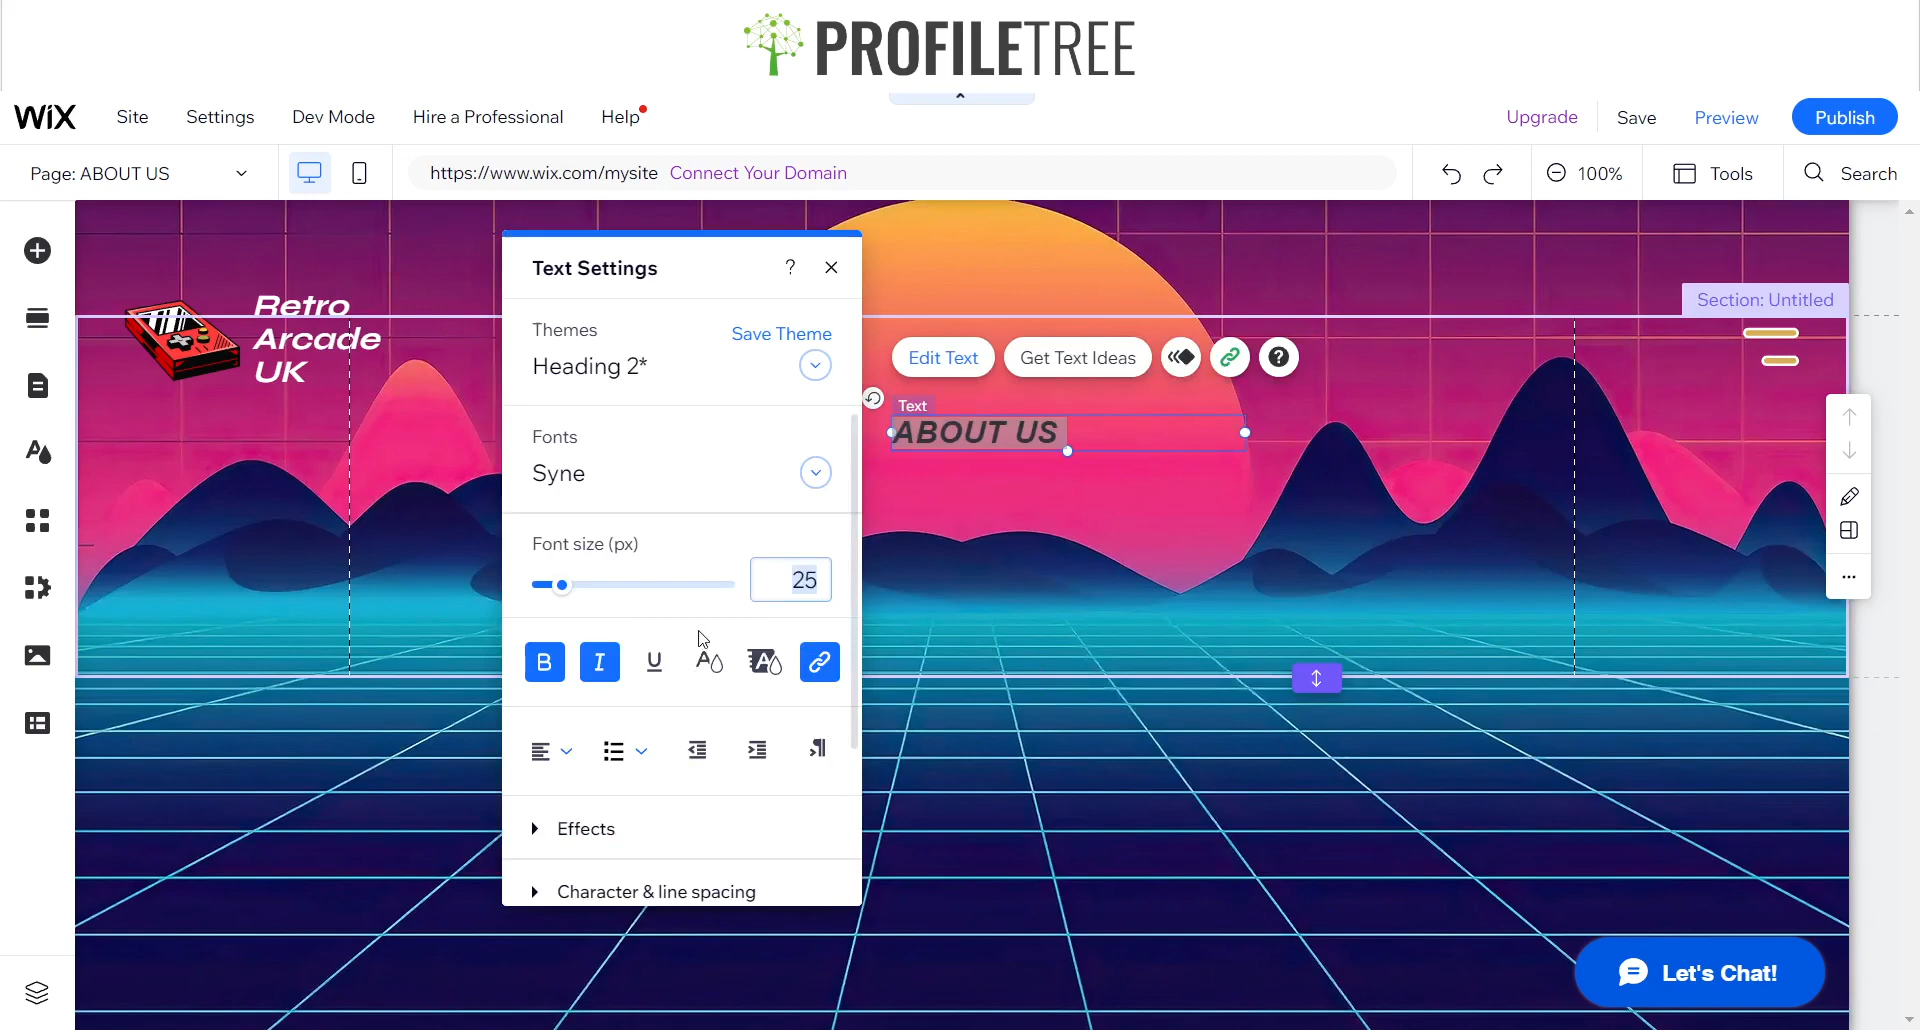 PROFILETREE
WiX Site Settings Dev Mode Hire a Professional Help Upgrade Save Preview Publish
Page: ABOUT US https://www.wix.com/mysite Connect Your Domain 100% Tools Search
Text Settings ?
Themes Save Theme
Heading 2*
Fonts
Syne
Font size (px)
25
B I U A A
Effects
Character & line spacing
Retro
Arcade
UK
Section: Untitled
Edit Text Get Text Ideas ?
Text
ABOUT US
Let's Chat!